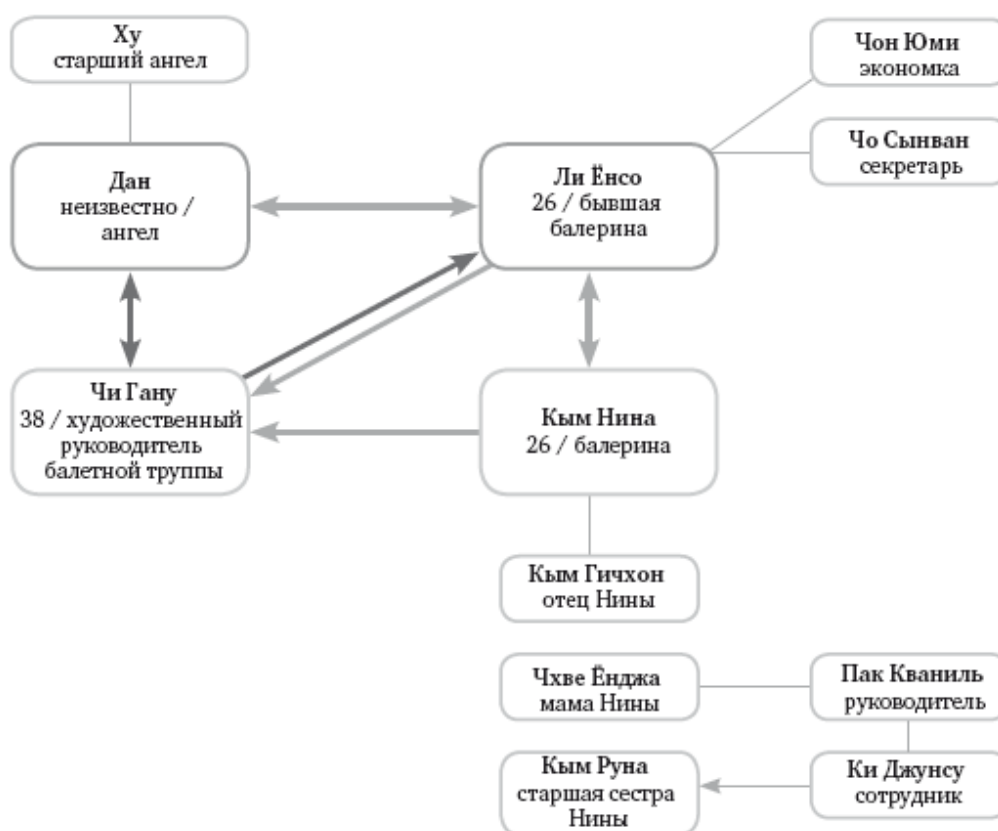 Ху
старший ангел
Чон Юми
экономка
Чо Сынван
секретарь
Дан
неизвестно /
ангел
Ли Ёнсо
26 / бывшая
балерина
Чи Гану
38 / художественный
руководитель
балетной труппы
Кым Нина
26 / балерина
Кым Гичхон
отец Нины
Чхве Ёнджа
мама Нины
Пак Кваниль
руководитель
Кым Руна
старшая сестра
Нины
Ки Джунсу
сотрудник